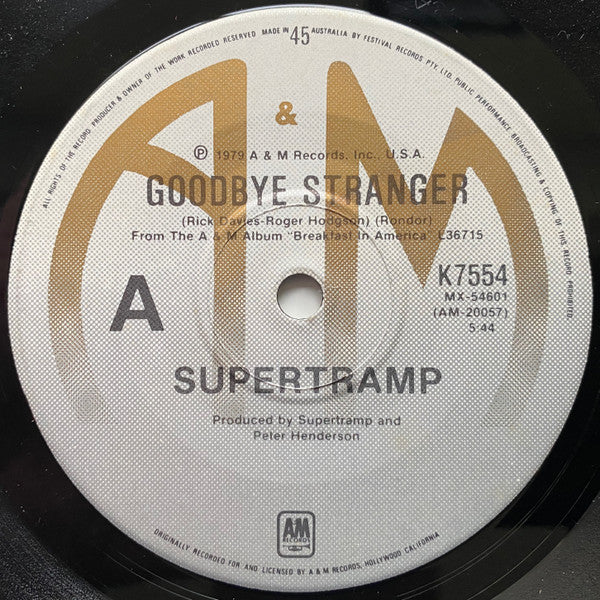 ALL RIGHTS OF THE RECORD PRODUCER & OWNER OF THE WORK RECORDED RESERVED MADE IN 45 AUSTRALIA BY FESTIVAL RECORDS PTY. LTD. PUBLIC PERFORMANCE BROADCASTING & COPYING OF THIS RECORD PROHIBITED.
A & M
℗ 1979 A & M Records, Inc., U.S.A.
GOODBYE STRANGER
(Rick Davies-Roger Hodgson) (Rondor)
From The A & M Album "Breakfast In America" L36715
A
K7554
MX-54601
(AM-20057)
5:44
SUPERTRAMP
Produced by Supertramp and
Peter Henderson
AM
RECORDS
ORIGINALLY RECORDED FOR AND LICENSED BY A & M RECORDS, HOLLYWOOD CALIFORNIA